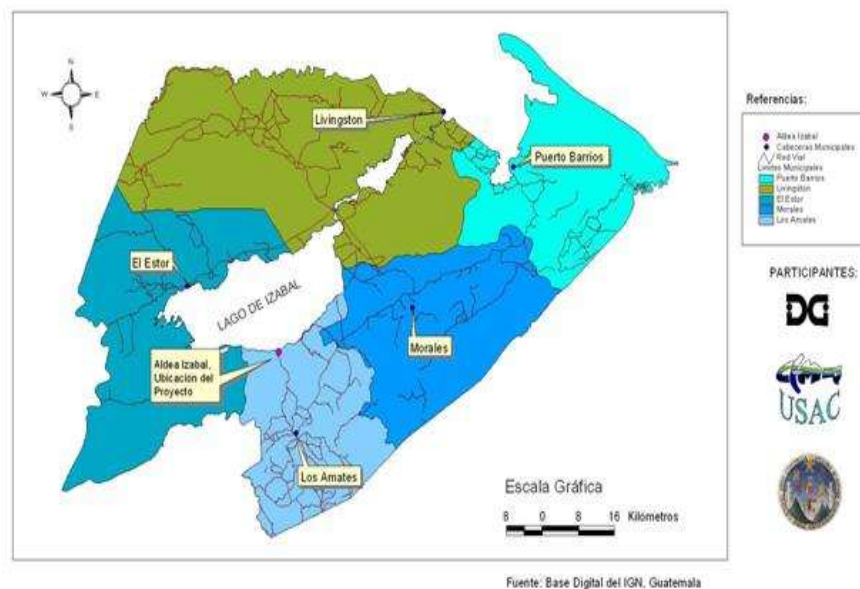 N
W
E
S
Livingston
Puerto Barrios
El Estor
LAGO DE IZABAL
Aldea Izabal,
Ubicación del
Proyecto
Morales
Los Amates
Escala Gráfica
8 0 8 16 Kilómetros
Referencias:
Aldea Izabal
Cabeceras Municipales
Red Vial
Límites Municipales
Puerto Barrios
Livingston
El Estor
Morales
Los Amates
PARTICIPANTES:
USAC
Fuente: Base Digital del IGN, Guatemala